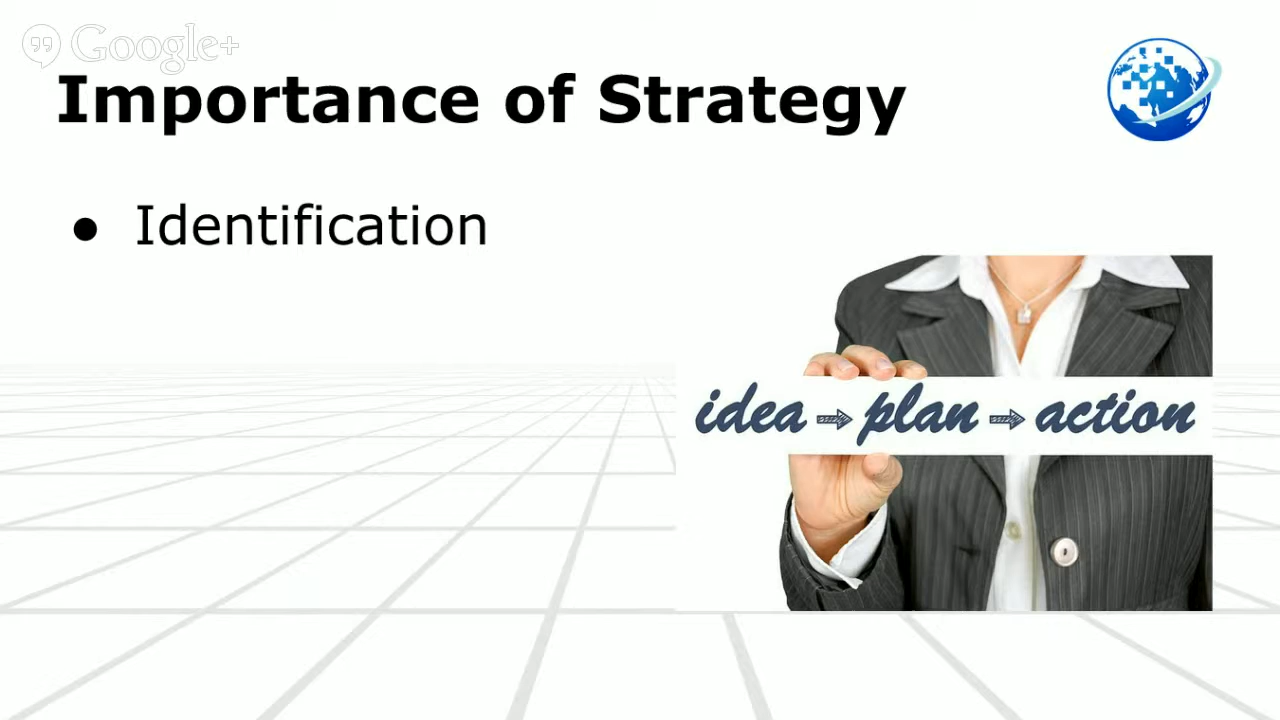 Google+
Importance of Strategy
● Identification
idea → plan → action